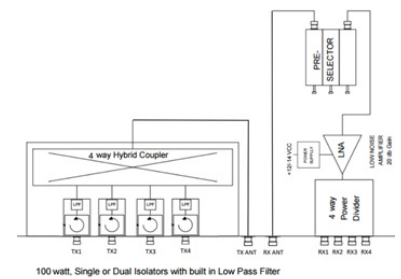 PRE-
SELECTOR
4 way Hybrid Coupler
LPF
LPF
LPF
LPF
+12/-14 VCC
POWER
SUPPLY
LNA
LOW NOISE
AMPLIFIER
20 db Gain
4 way
Power
Divider
TX1
TX2
TX3
TX4
TX ANT
RX ANT
RX1
RX2
RX3
RX4
100 watt, Single or Dual Isolators with built in Low Pass Filter